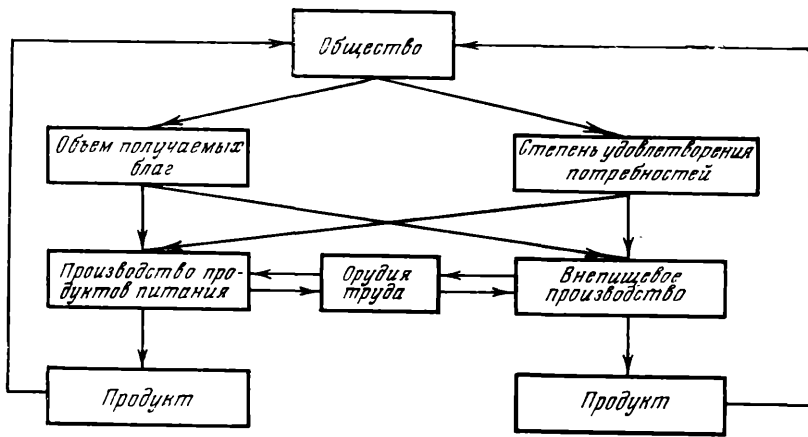 Общество
Объем получаемых
благ
Степень удовлетворения
потребностей
Производство про-
дуктов питания
Орудия
труда
Внепищевое
производство
Продукт
Продукт